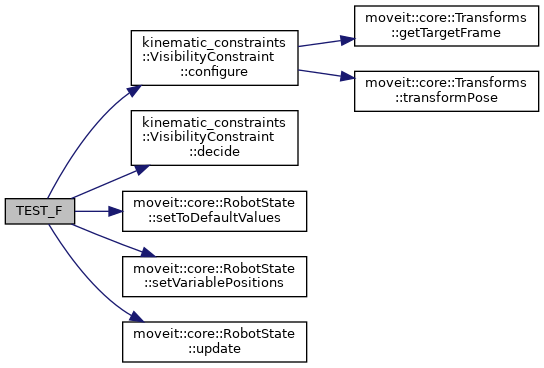 TEST_F
kinematic_constraints
::VisibilityConstraint
::configure
moveit::core::Transforms
::getTargetFrame
moveit::core::Transforms
::transformPose
kinematic_constraints
::VisibilityConstraint
::decide
moveit::core::RobotState
::setToDefaultValues
moveit::core::RobotState
::setVariablePositions
moveit::core::RobotState
::update